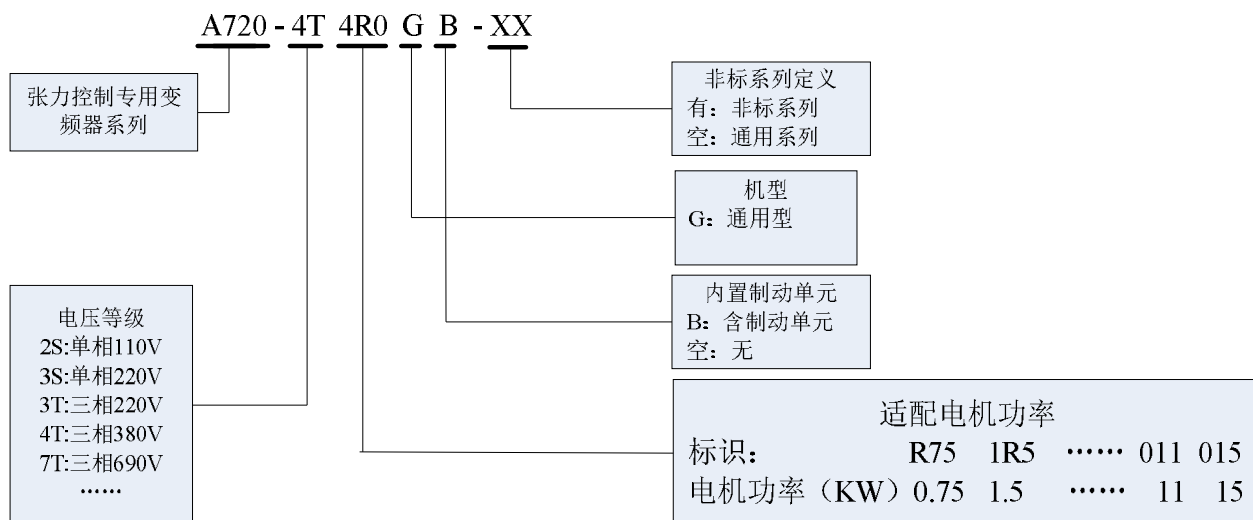 A720-4T 4R0 G B - XX
张力控制专用变
频器系列
非标系列定义
有：非标系列
空：通用系列
机型
G：通用型
内置制动单元
B：含制动单元
空：无
电压等级
2S:单相110V
3S:单相220V
3T:三相220V
4T:三相380V
7T:三相690V
……
适配电机功率
标识： R75 1R5 …… 011 015
电机功率（KW）0.75 1.5 …… 11 15